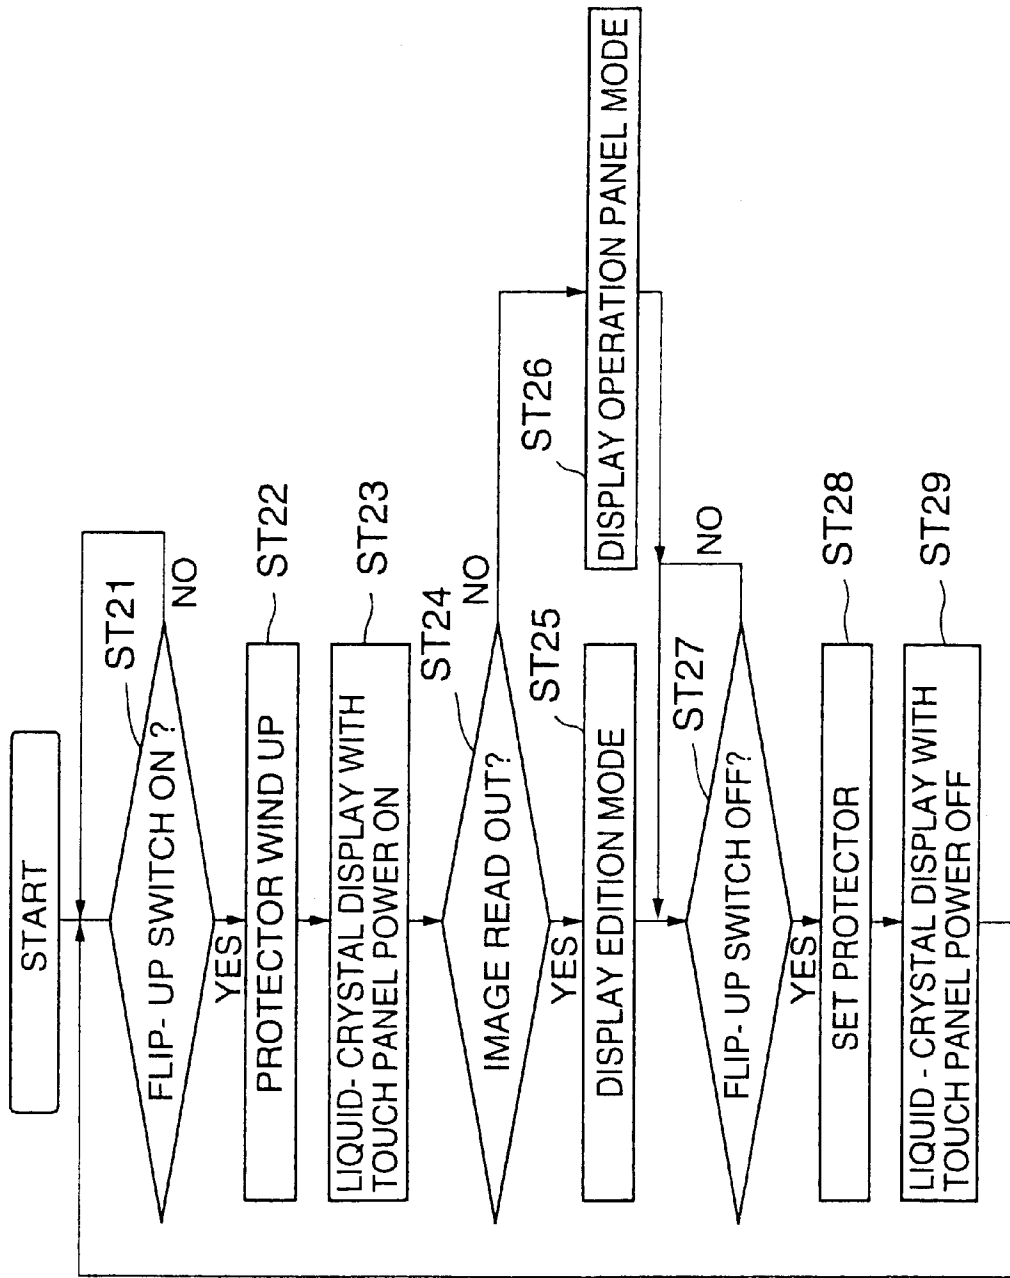 START
FLIP- UP SWITCH ON ?
ST21
NO
YES
PROTECTOR WIND UP
ST22
LIQUID- CRYSTAL DISPLAY WITH
TOUCH PANEL POWER ON
ST23
IMAGE READ OUT?
ST24
NO
YES
DISPLAY EDITION MODE
ST25
DISPLAY OPERATION PANEL MODE
ST26
FLIP- UP SWITCH OFF?
ST27
NO
YES
SET PROTECTOR
ST28
LIQUID - CRYSTAL DISPLAY WITH
TOUCH PANEL POWER OFF
ST29